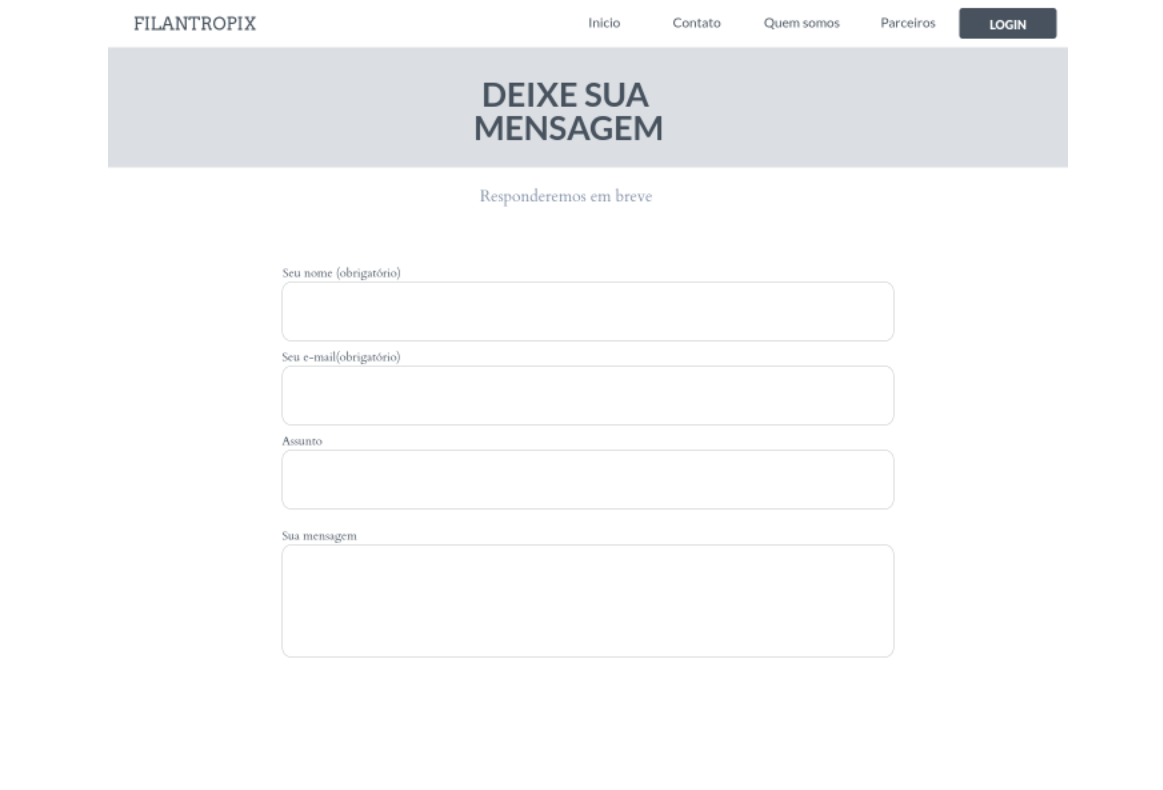 FILANTROPIX Inicio Contato Quem somos Parceiros LOGIN
DEIXE SUA
MENSAGEM
Responderemos em breve
Seu nome (obrigatório)
Seu e-mail(obrigatório)
Assunto
Sua mensagem